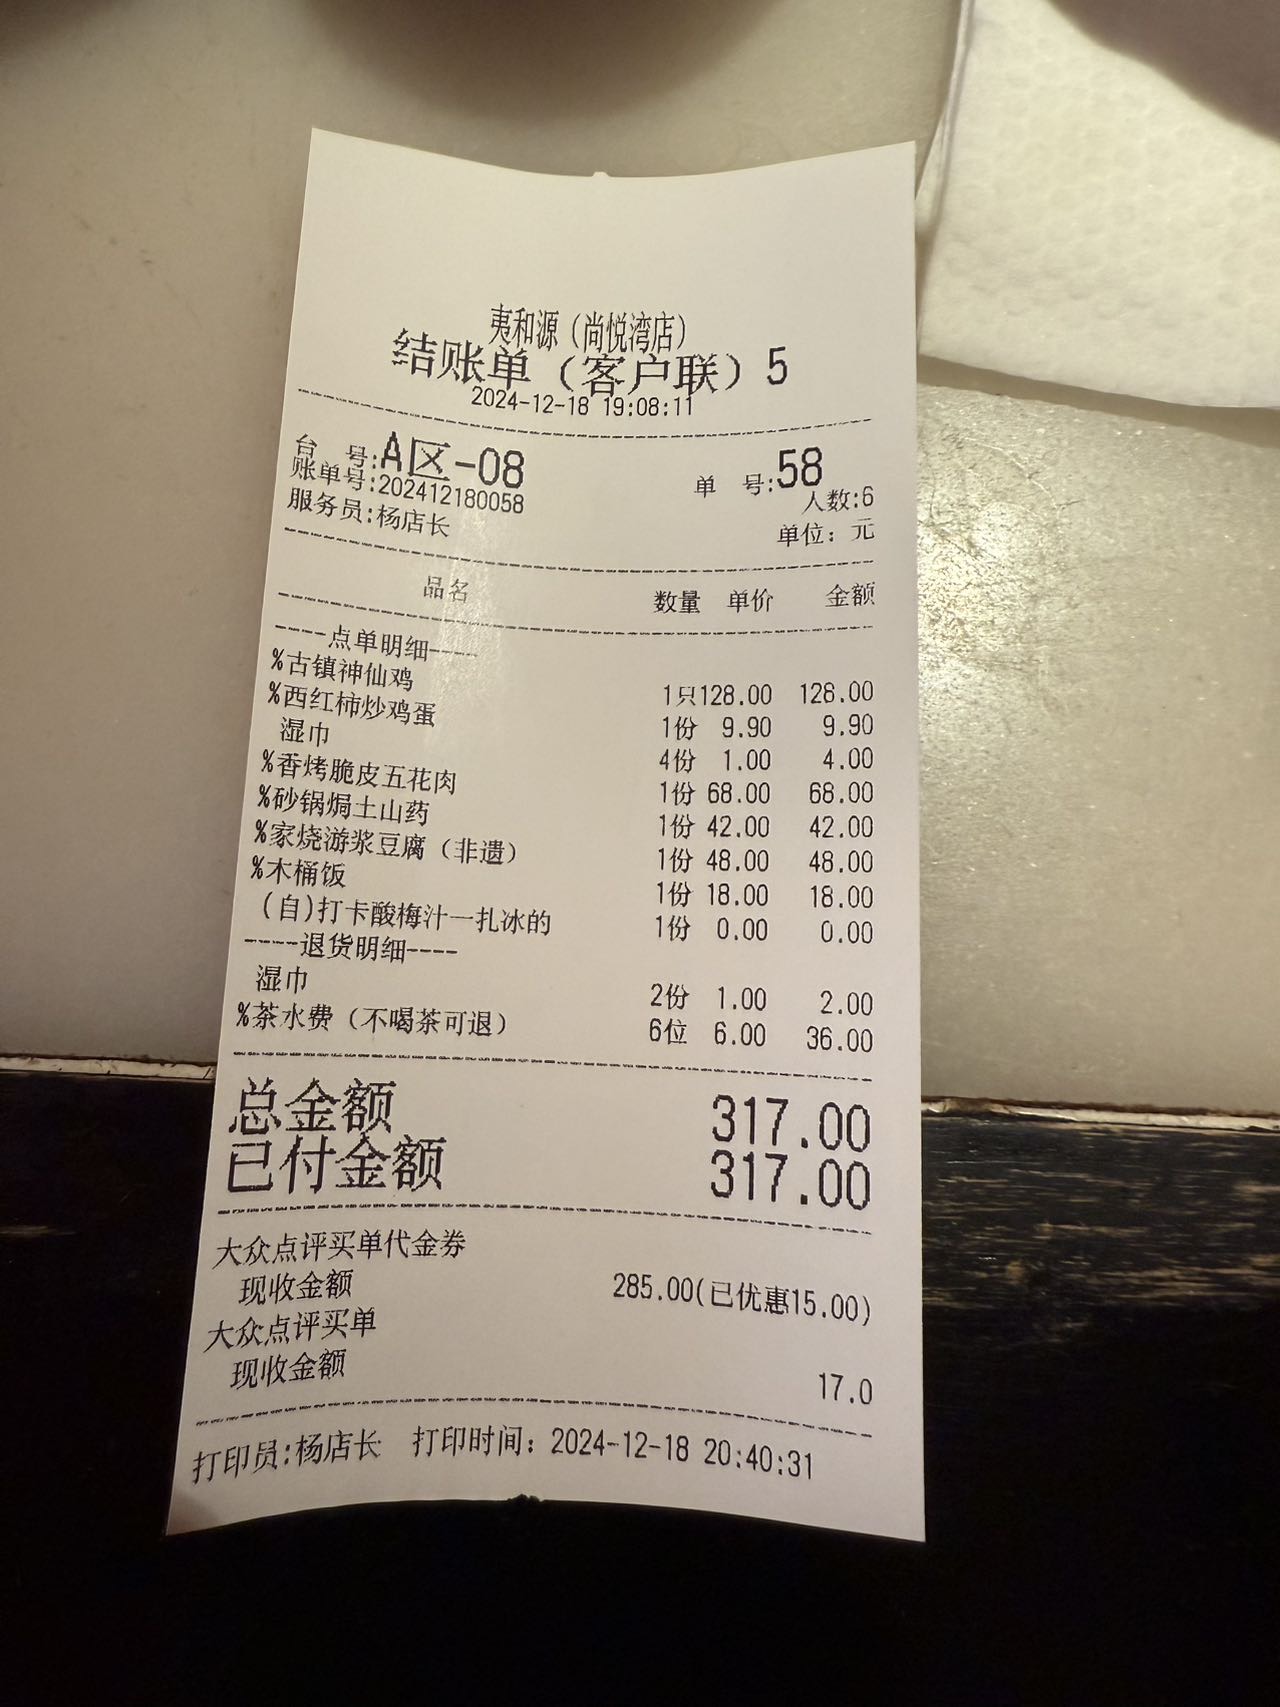 夷和源（尚悦湾店）
结账单（客户联）5
2024-12-18 19:08:11
台 号:A区-08 单 号:58
账单号:202412180058 人数:6
服务员:杨店长 单位：元
品名 数量 单价 金额
----点单明细----
%古镇神仙鸡 1只 128.00 128.00
%西红柿炒鸡蛋 1份 9.90 9.90
湿巾 4份 1.00 4.00
%香烤脆皮五花肉 1份 68.00 68.00
%砂锅焗土山药 1份 42.00 42.00
%家烧游浆豆腐（非遗） 1份 48.00 48.00
%木桶饭 1份 18.00 18.00
(自)打卡酸梅汁一扎冰的 1份 0.00 0.00
----退货明细----
湿巾 2份 1.00 2.00
%茶水费（不喝茶可退） 6位 6.00 36.00
总金额 317.00
已付金额 317.00
大众点评买单代金券
现收金额 285.00(已优惠15.00)
大众点评买单
现收金额 17.0
打印员:杨店长 打印时间：2024-12-18 20:40:31